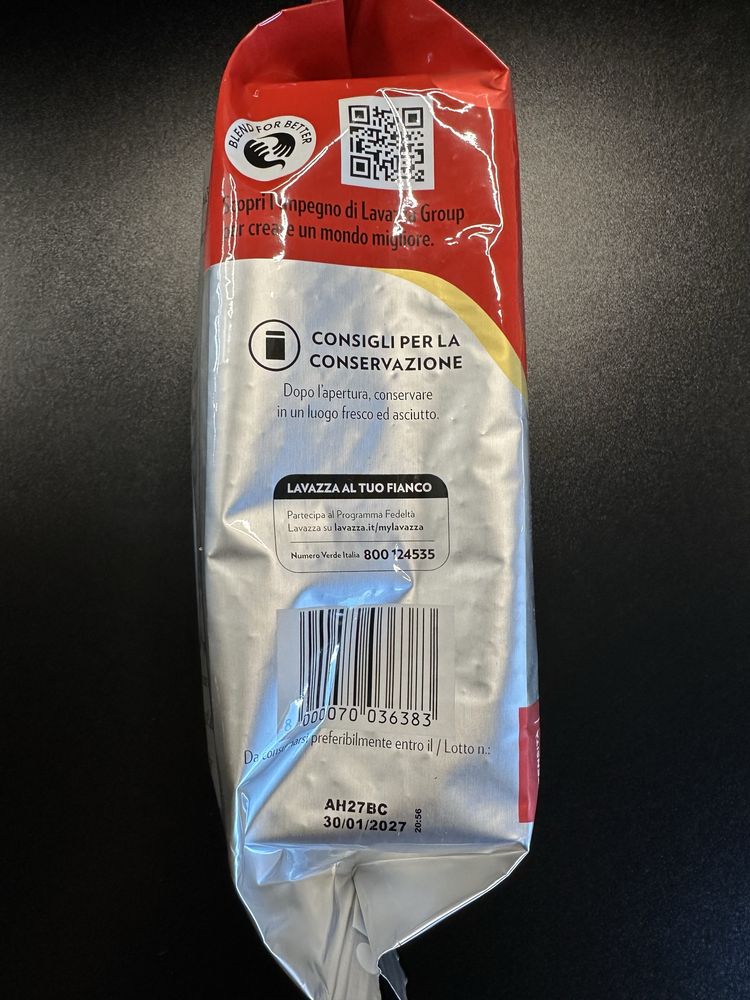 BLEND FOR BETTER
Scopri l'impegno di Lavazza Group
per creare un mondo migliore.
CONSIGLI PER LA
CONSERVAZIONE
Dopo l'apertura, conservare
in un luogo fresco ed asciutto.
LAVAZZA AL TUO FIANCO
Partecipa al Programma Fedeltà
Lavazza su lavazza.it/mylavazza
Numero Verde Italia 800 124535
8 000070 036383
Da consumarsi preferibilmente entro il / Lotto n.:
AH27BC
30/01/2027
20:56